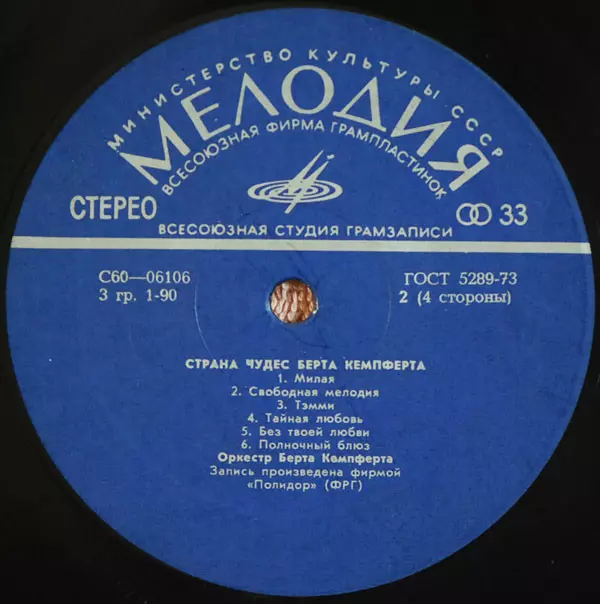 МИНИСТЕРСТВО КУЛЬТУРЫ СССР
МЕЛОДИЯ
ВСЕСОЮЗНАЯ ФИРМА ГРАМПЛАСТИНОК
СТЕРЕО
33
ВСЕСОЮЗНАЯ СТУДИЯ ГРАМЗАПИСИ
С60—06106
ГОСТ 5289-73
3 гр. 1-90
2 (4 стороны)
СТРАНА ЧУДЕС БЕРТА КЕМПФЕРТА
1. Милая
2. Свободная мелодия
3. Тэмми
4. Тайная любовь
5. Без твоей любви
6. Полночный блюз
Оркестр Берта Кемпферта
Запись произведена фирмой
«Полидор» (ФРГ)